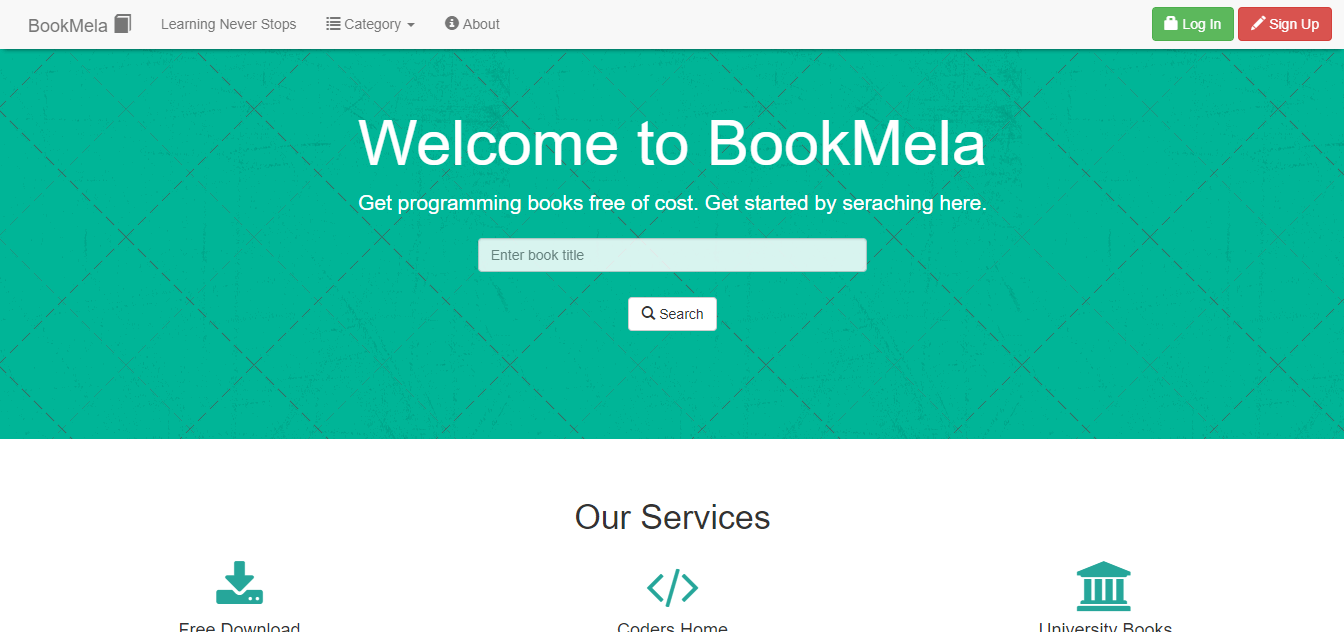 BookMela
Learning Never Stops
Category
About
Log In
Sign Up
Welcome to BookMela
Get programming books free of cost. Get started by seraching here.
Enter book title
Search
Our Services
Free Download
Coders Home
University Books